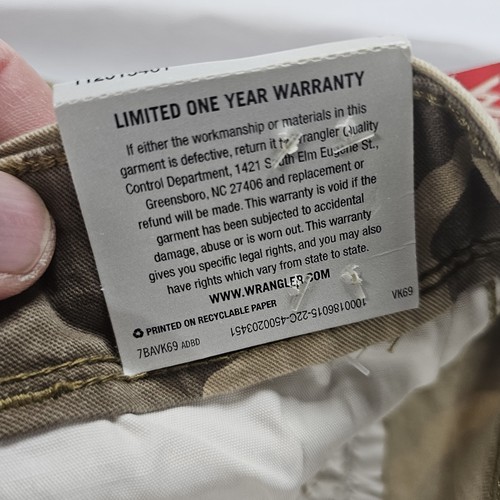 LIMITED ONE YEAR WARRANTY
If either the workmanship or materials in this
garment is defective, return it to Wrangler Quality
Control Department, 1421 South Elm Eugene St.,
Greensboro, NC 27406 and replacement or
refund will be made. This warranty is void if the
garment has been subjected to accidental
damage, abuse or is worn out. This warranty
gives you specific legal rights, and you may also
have rights which vary from state to state.
WWW.WRANGLER.COM
PRINTED ON RECYCLABLE PAPER
7BAVK69 ADBD
1000186015-22C-4500203451
VK69